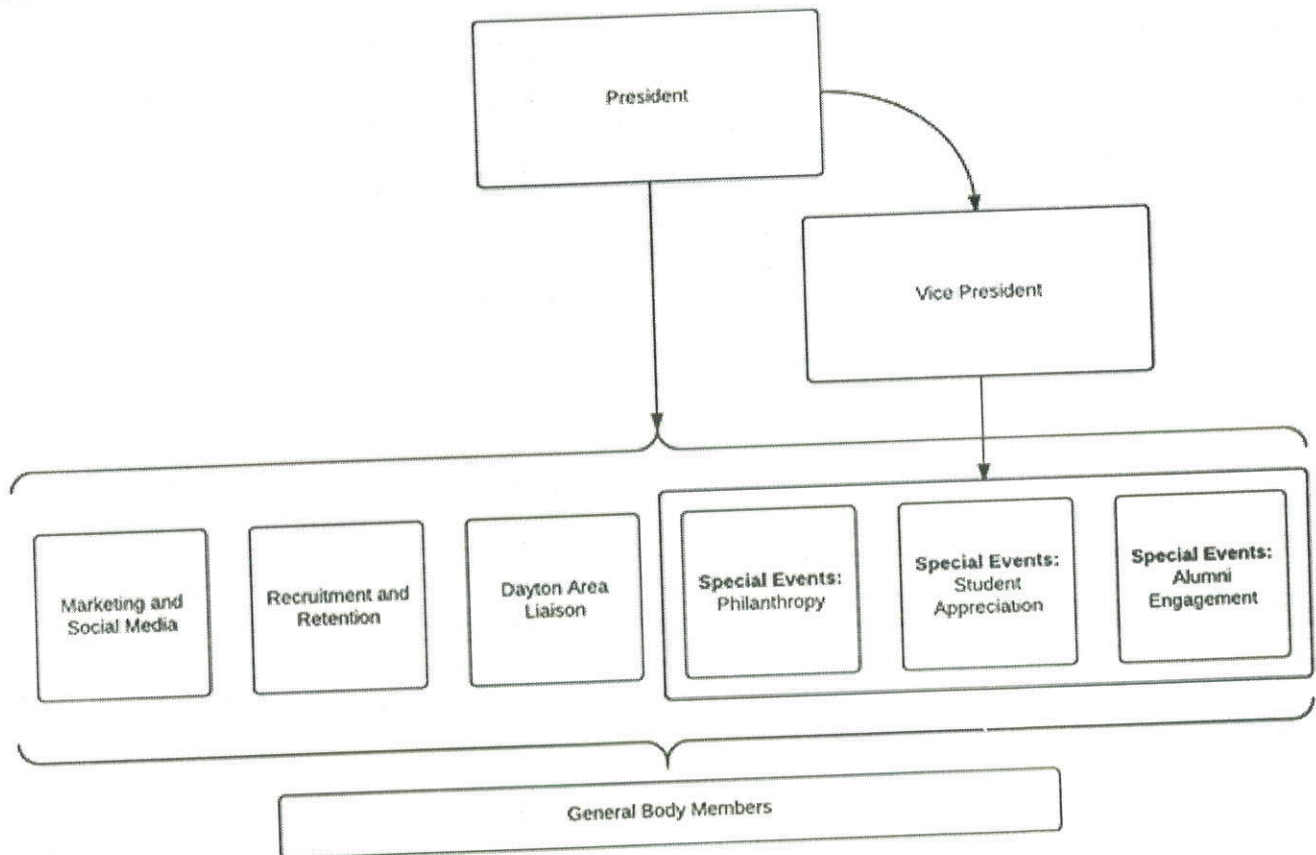 President
Vice President
Marketing and
Social Media
Recruitment and
Retention
Dayton Area
Liaison
Special Events:
Philanthropy
Special Events:
Student
Appreciation
Special Events:
Alumni
Engagement
General Body Members